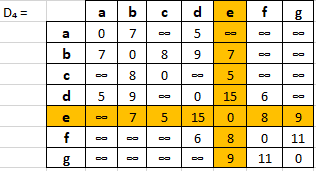 D₄ = a b c d e f g
a 0 7 ∞ 5 ∞ ∞ ∞
b 7 0 8 9 7 ∞ ∞
c ∞ 8 0 ∞ 5 ∞ ∞
d 5 9 ∞ 0 15 6 ∞
e ∞ 7 5 15 0 8 9
f ∞ ∞ ∞ 6 8 0 11
g ∞ ∞ ∞ ∞ 9 11 0